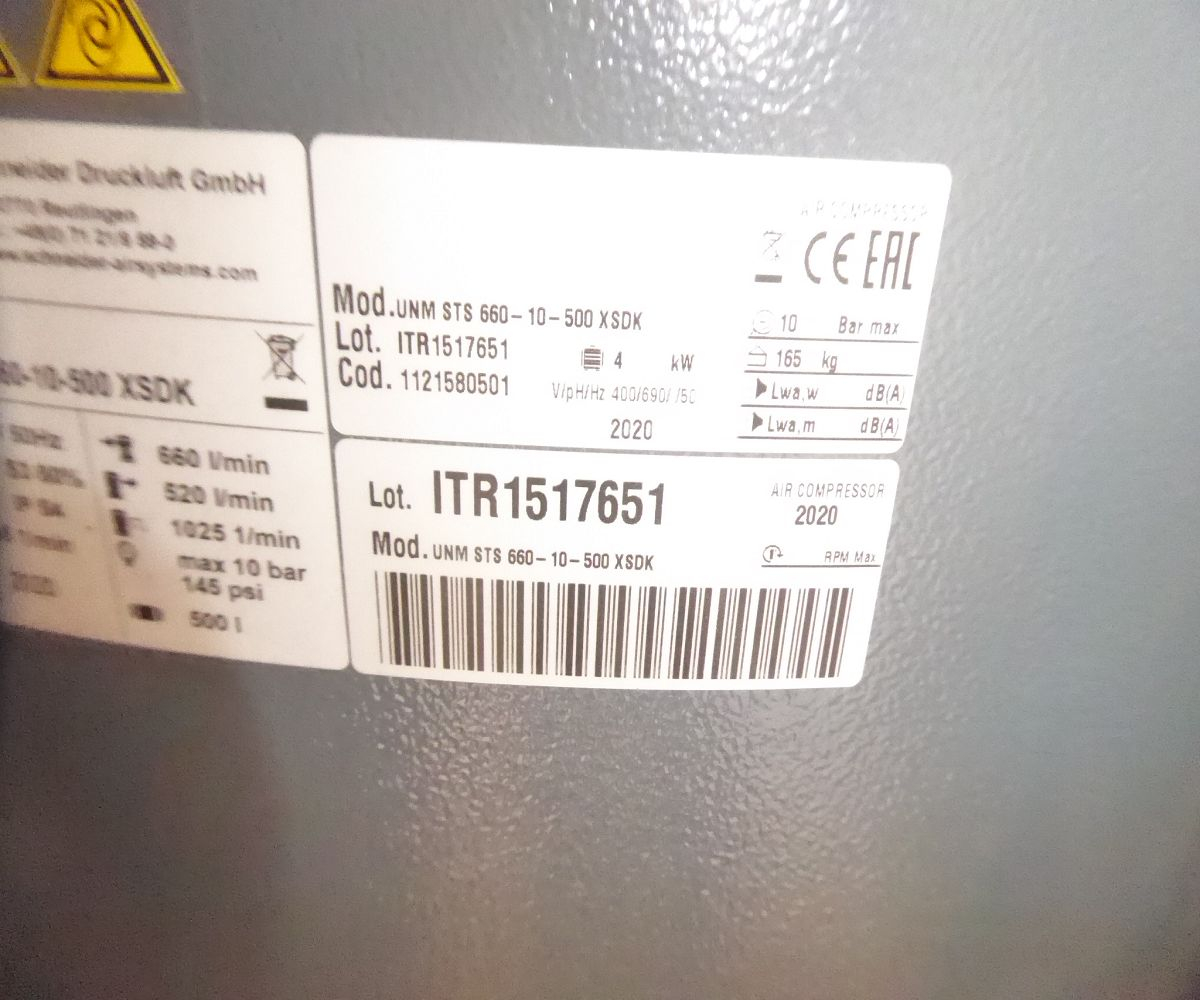 Druckluft GmbH
Reutlingen
www.schneider-airsystems.com
60-10-500 XSDK
50Hz
660 l/min
520 l/min
1025 1/min
max 10 bar
145 psi
500 l
2020
AIR COMPRESSOR
CE EAC
Mod. UNM STS 660-10-500 XSDK
Lot. ITR1517651
Cod. 1121580501
4 kW
V/pH/Hz 400/690/ /50
2020
10 Bar max
165 kg
Lwa,w dB(A)
Lwa,m dB(A)
Lot. ITR1517651
AIR COMPRESSOR
2020
Mod. UNM STS 660-10-500 XSDK
RPM Max